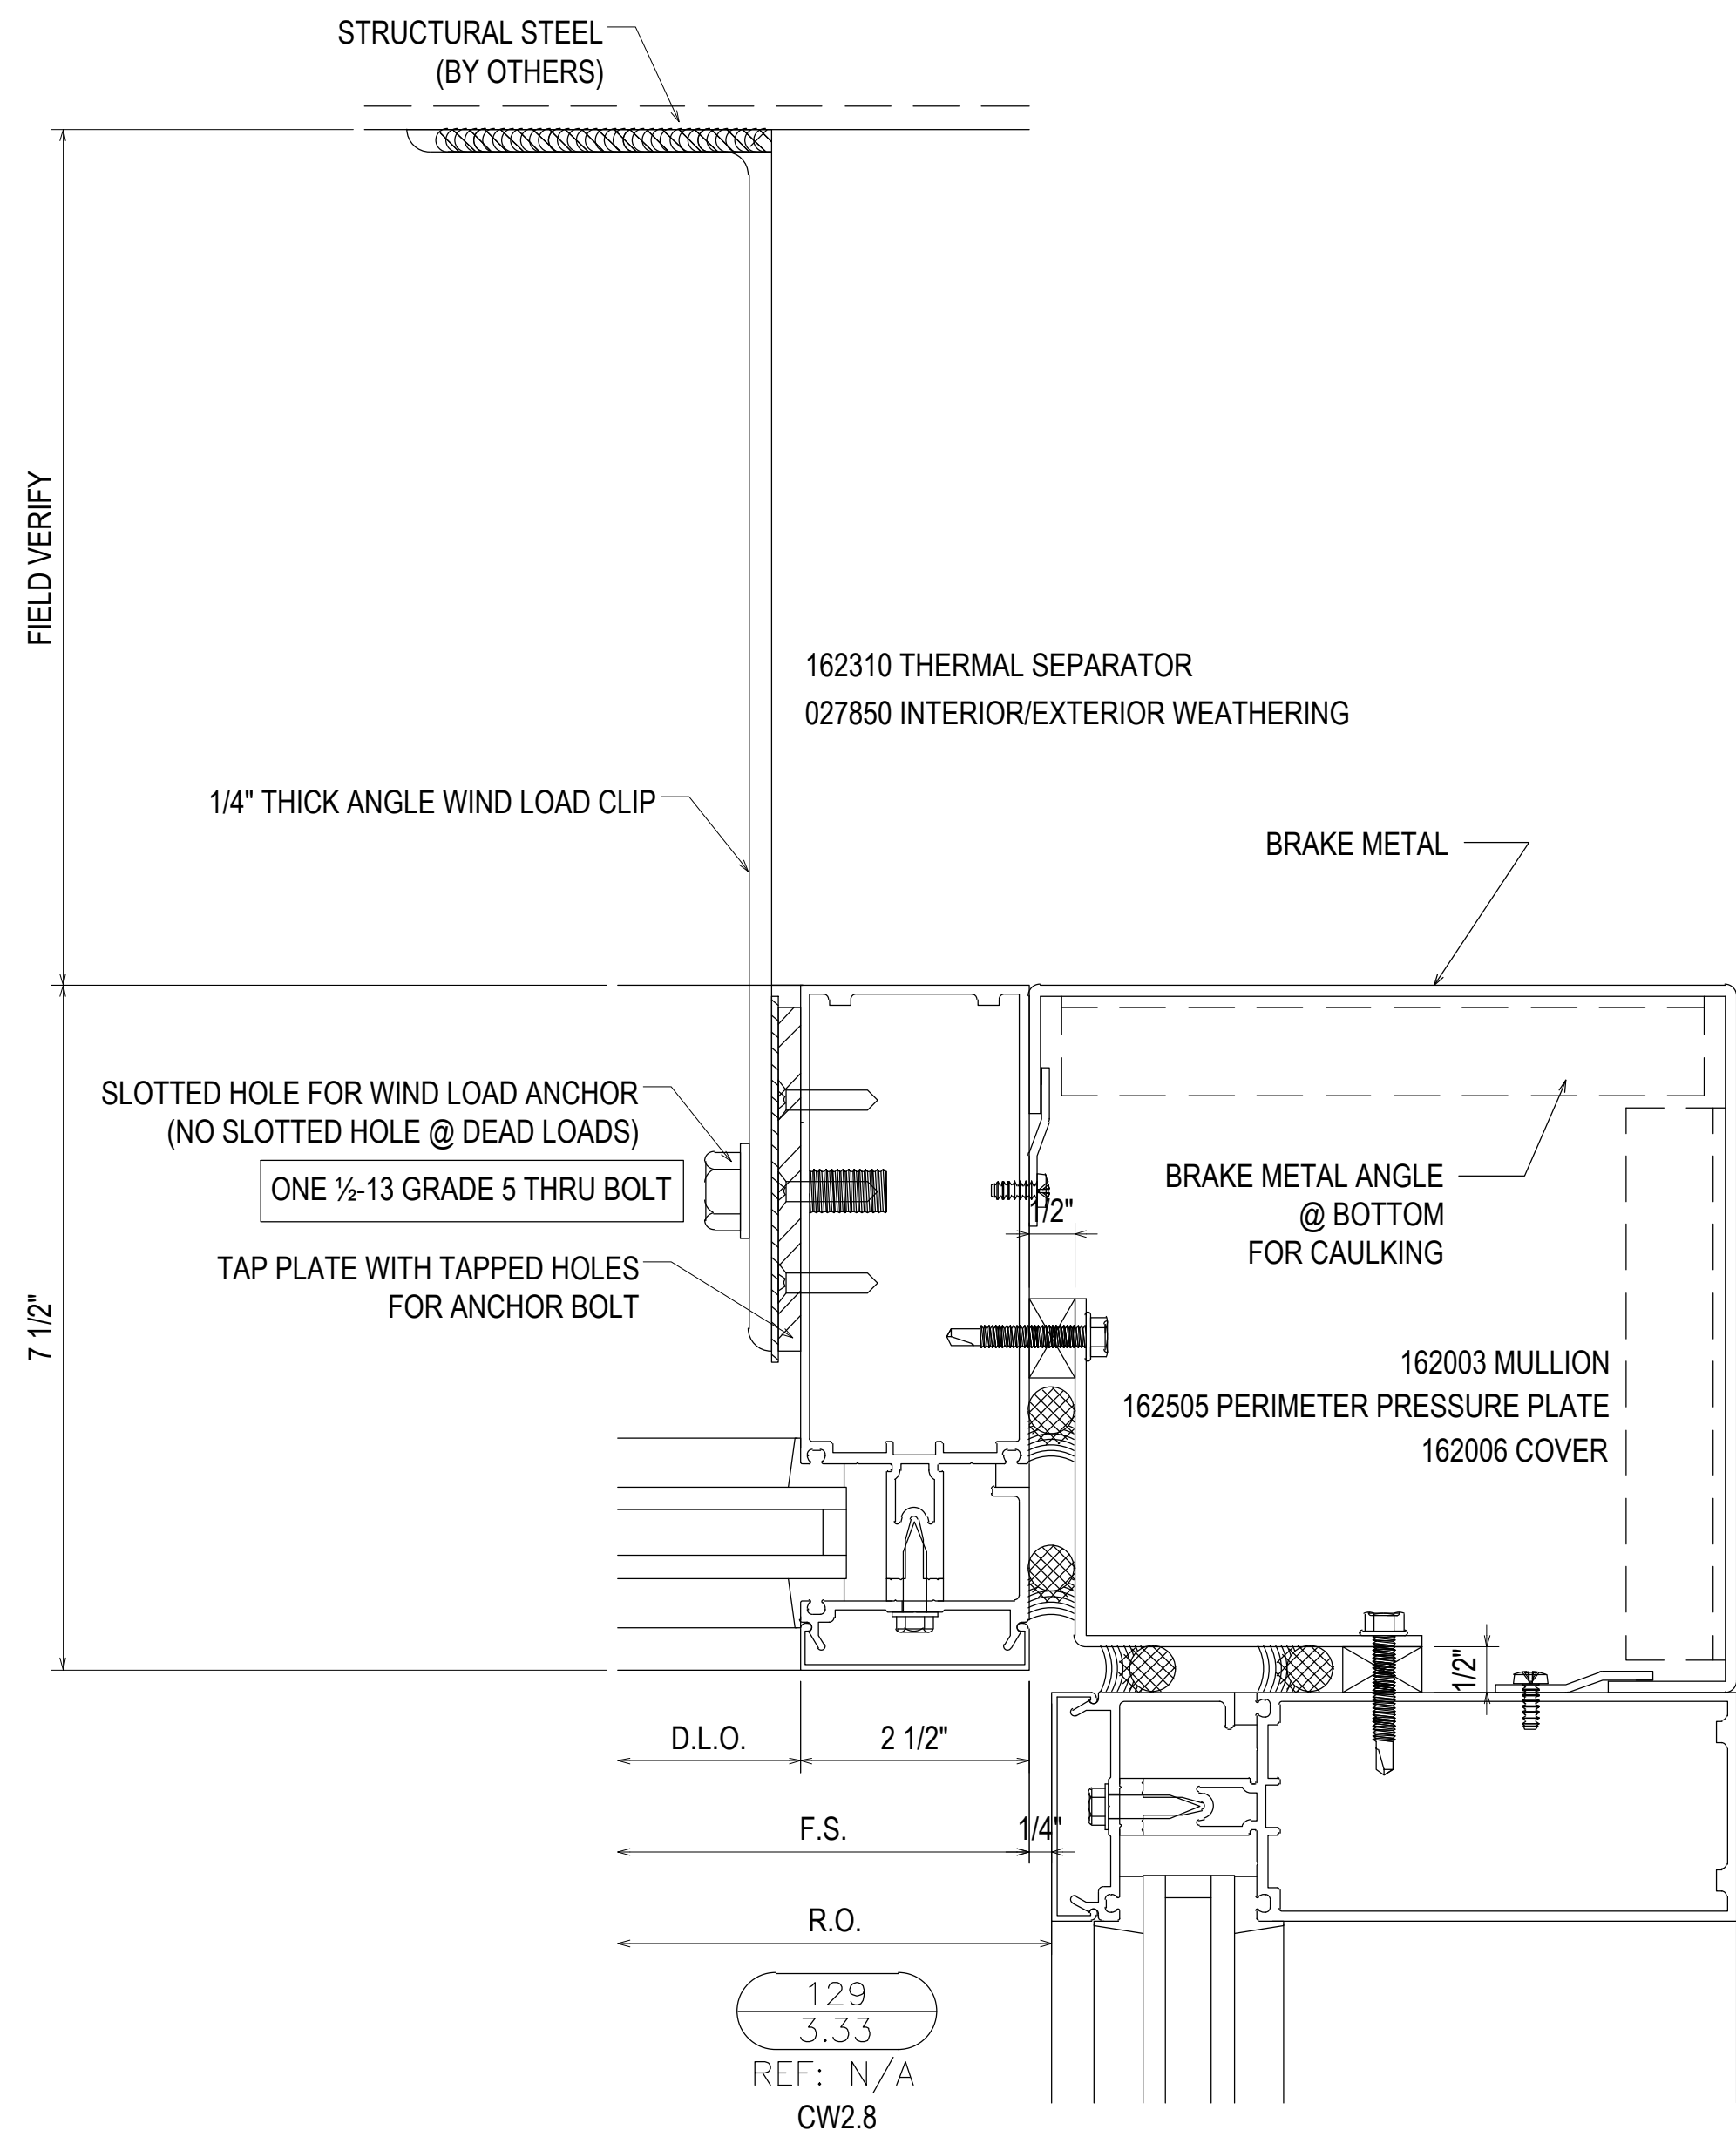 STRUCTURAL STEEL
(BY OTHERS)
FIELD VERIFY
162310 THERMAL SEPARATOR
027850 INTERIOR/EXTERIOR WEATHERING
1/4" THICK ANGLE WIND LOAD CLIP
BRAKE METAL
SLOTTED HOLE FOR WIND LOAD ANCHOR
(NO SLOTTED HOLE @ DEAD LOADS)
ONE ½-13 GRADE 5 THRU BOLT
TAP PLATE WITH TAPPED HOLES
FOR ANCHOR BOLT
7 1/2"
BRAKE METAL ANGLE
@ BOTTOM
FOR CAULKING
162003 MULLION
162505 PERIMETER PRESSURE PLATE
162006 COVER
1/2"
D.L.O.
2 1/2"
F.S.
1/4"
R.O.
129
3.33
REF: N/A
CW2.8